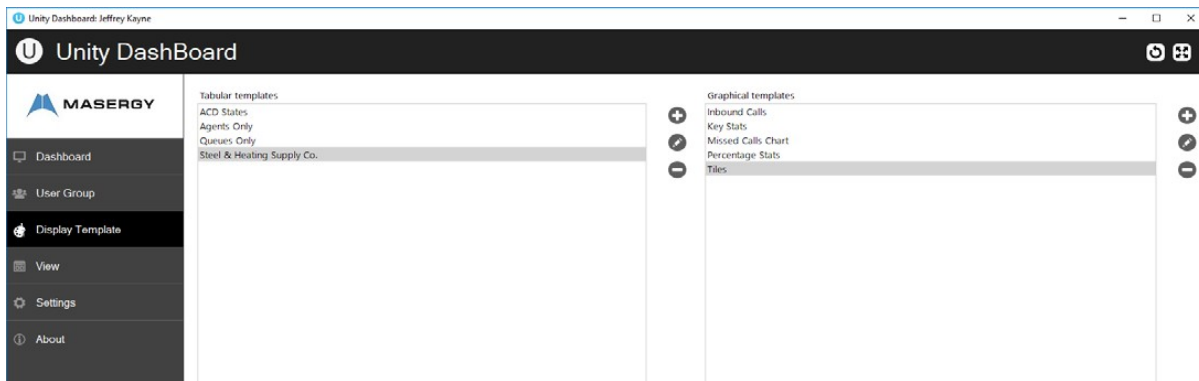 Unity Dashboard: Jeffrey Kayne
Unity DashBoard
MASERGY
Dashboard
User Group
Display Template
View
Settings
About
Tabular templates
ACD States
Agents Only
Queues Only
Steel & Heating Supply Co.
Graphical templates
Inbound Calls
Key Stats
Missed Calls Chart
Percentage Stats
Tiles